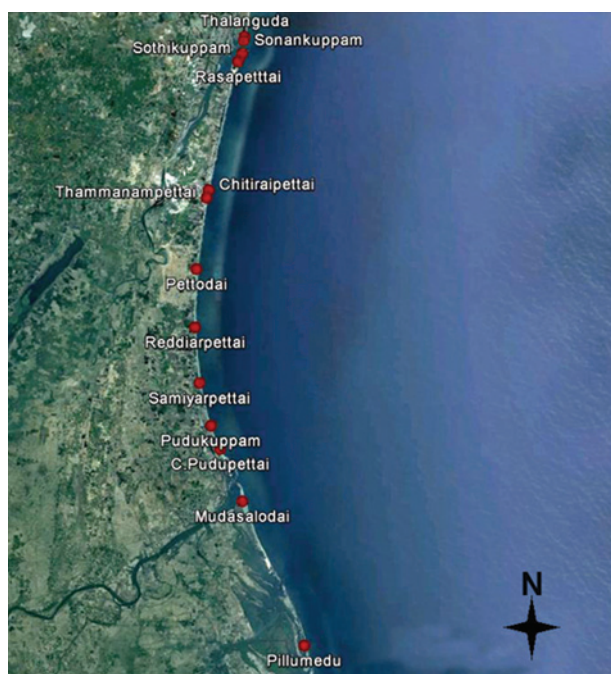 Thalanguda
Sothikuppam
Sonankuppam
Rasapetttai
Chitiraipettai
Thammanampettai
Pettodai
Reddiarpettai
Samiyarpettai
Pudukuppam
C.Pudupettai
Mudasalodai
N
Pillumedu